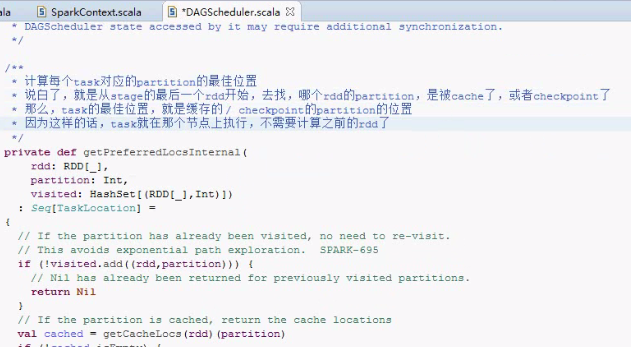 la SparkContext.scala *DAGScheduler.scala
* DAGScheduler state accessed by it may require additional synchronization.
*/
/**
* 计算每个task对应的partition的最佳位置
* 说白了，就是从stage的最后一个rdd开始，去找，哪个rdd的partition，是被cache了，或者checkpoint了
* 那么，task的最佳位置，就是缓存的 / checkpoint的partition的位置
* 因为这样的话，task就在那个节点上执行，不需要计算之前的rdd了
*/
private def getPreferredLocsInternal(
rdd: RDD[_],
partition: Int,
visited: HashSet[(RDD[_],Int)])
: Seq[TaskLocation] =
{
// If the partition has already been visited, no need to re-visit.
// This avoids exponential path exploration.  SPARK-695
if (!visited.add((rdd,partition))) {
// Nil has already been returned for previously visited partitions.
return Nil
}
// If the partition is cached, return the cache locations
val cached = getCacheLocs(rdd)(partition)
if (!cached.isEmpty) {